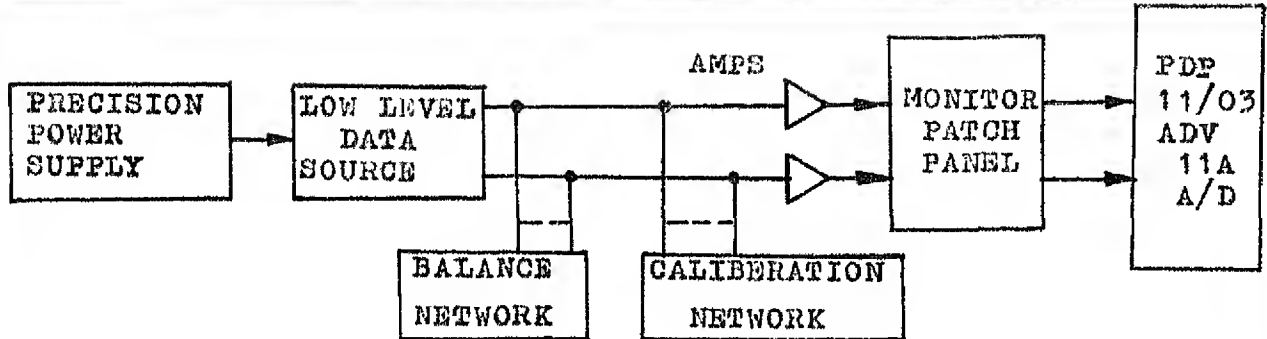 PRECISION
POWER
SUPPLY
LOW LEVEL
DATA
SOURCE
AMPS
MONITOR
PATCH
PANEL
PDP
11/03
ADV
11A
A/D
BALANCE
NETWORK
CALIBERATION
NETWORK